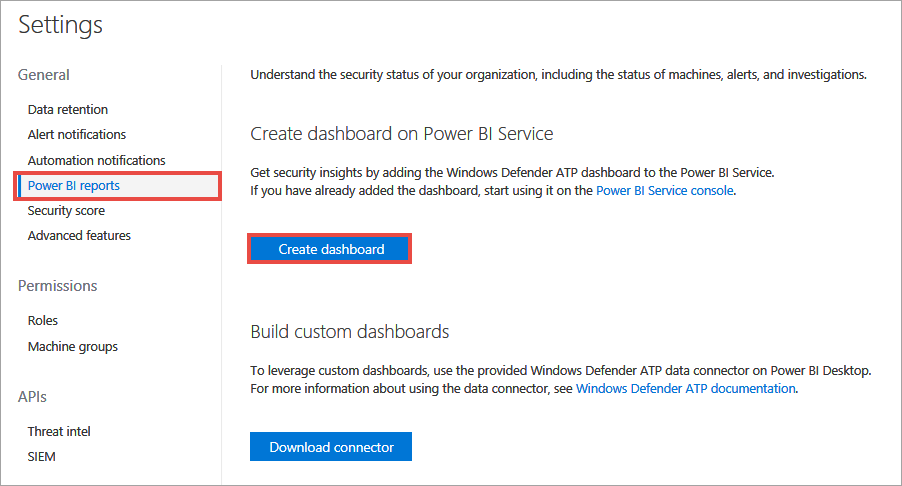 Settings
General
Data retention
Alert notifications
Automation notifications
Power BI reports
Security score
Advanced features
Permissions
Roles
Machine groups
APIs
Threat intel
SIEM
Understand the security status of your organization, including the status of machines, alerts, and investigations.
Create dashboard on Power BI Service
Get security insights by adding the Windows Defender ATP dashboard to the Power BI Service.
If you have already added the dashboard, start using it on the Power BI Service console.
Create dashboard
Build custom dashboards
To leverage custom dashboards, use the provided Windows Defender ATP data connector on Power BI Desktop.
For more information about using the data connector, see Windows Defender ATP documentation.
Download connector